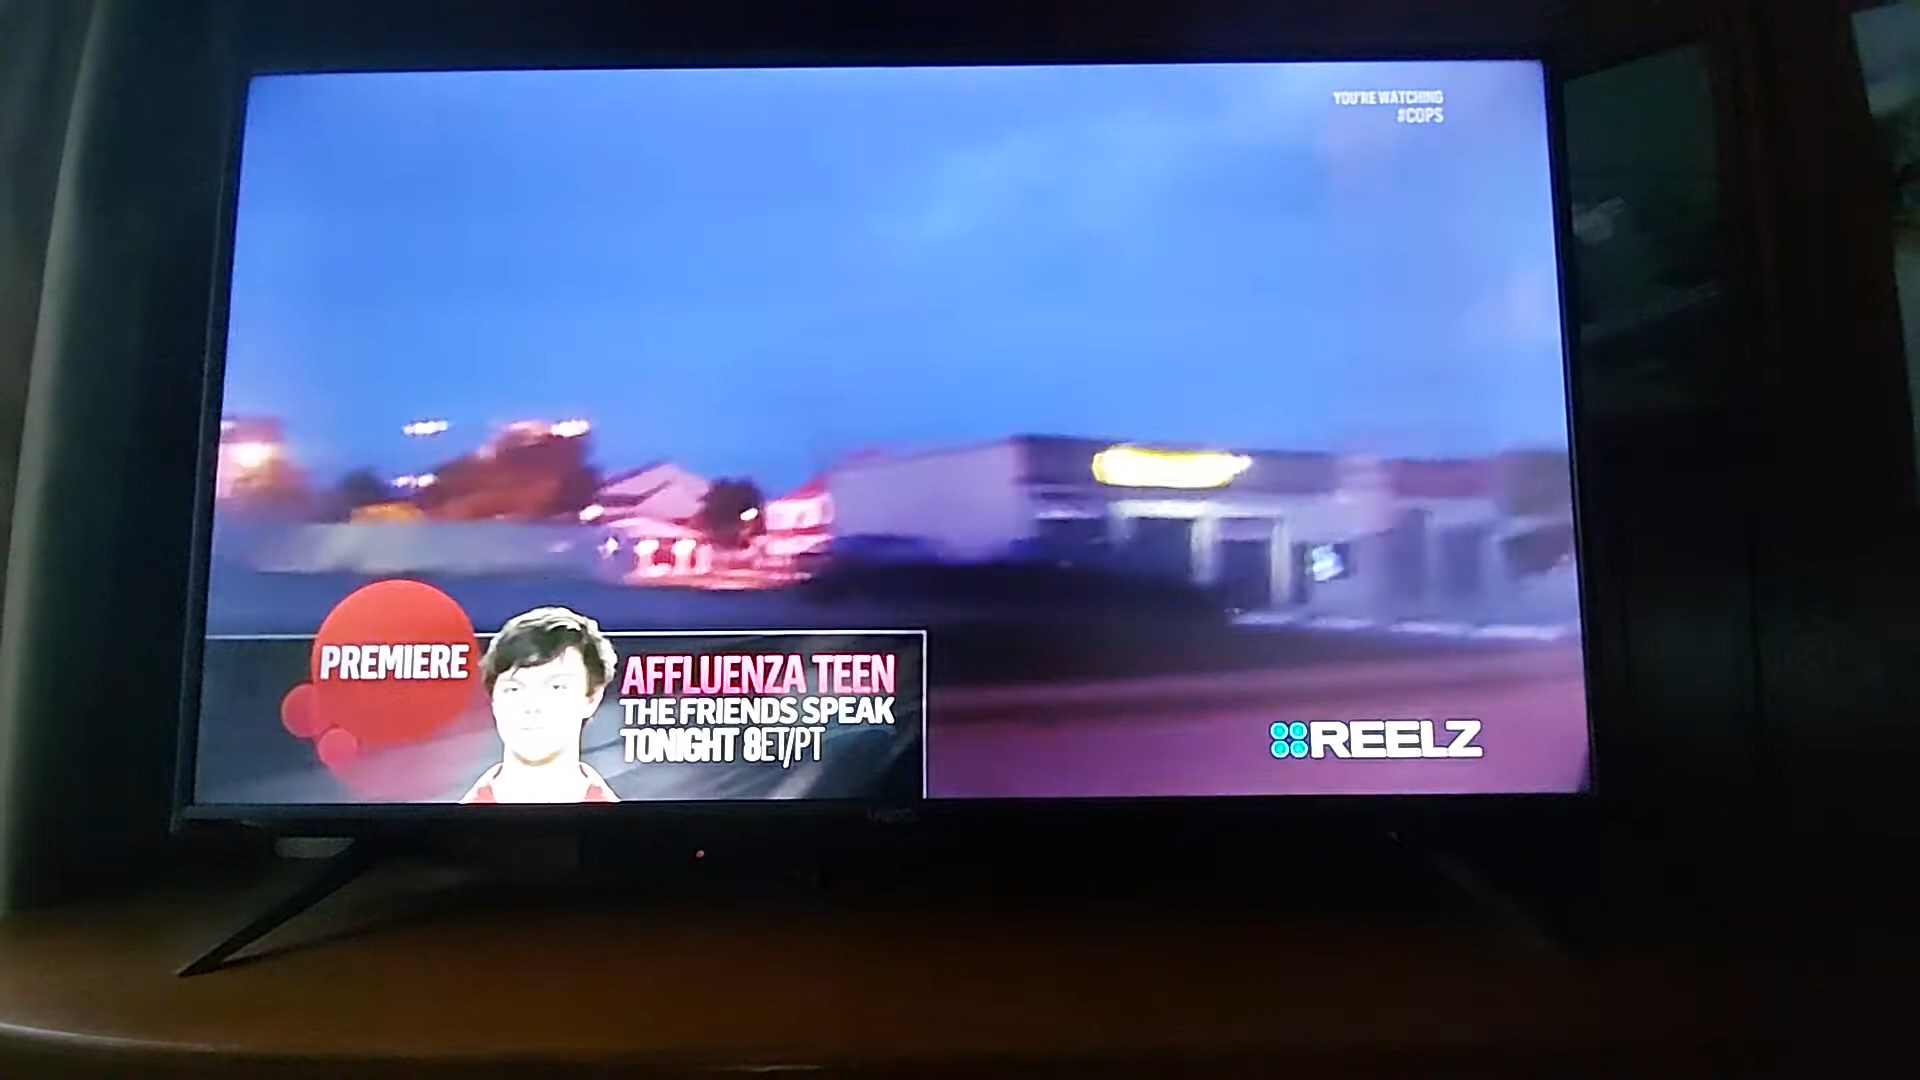 YOU'RE WATCHING
#COPS
PREMIERE
AFFLUENZA TEEN
THE FRIENDS SPEAK
TONIGHT 8ET/PT
REELZ